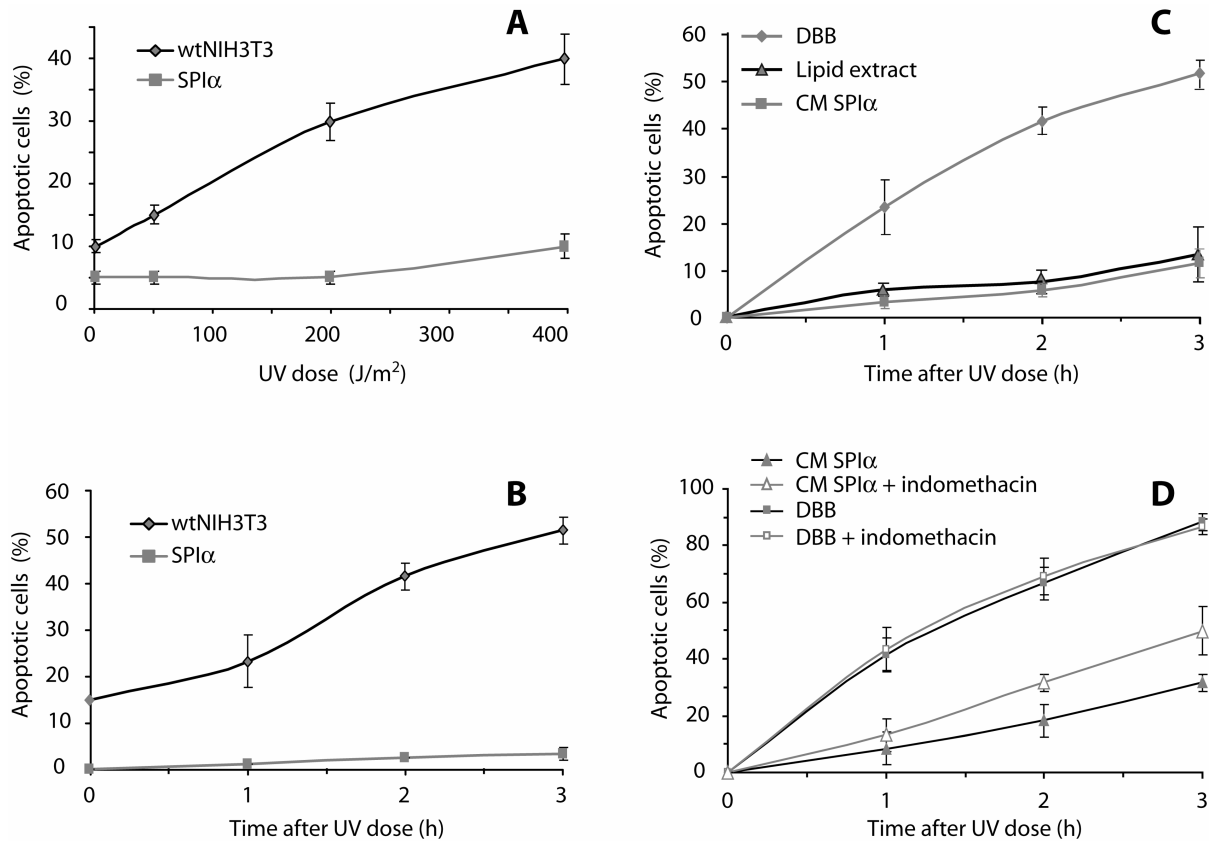 A
wtNIH3T3
SPIα
Apoptotic cells (%)
40
30
20
10
0
0 100 200 300 400
UV dose (J/m²)
C
DBB
Lipid extract
CM SPIα
Apoptotic cells (%)
60
50
40
30
20
10
0
0 1 2 3
Time after UV dose (h)
B
wtNIH3T3
SPIα
Apoptotic cells (%)
60
50
40
30
20
10
0
0 1 2 3
Time after UV dose (h)
D
CM SPIα
CM SPIα + indomethacin
DBB
DBB + indomethacin
Apoptotic cells (%)
100
80
60
40
20
0
0 1 2 3
Time after UV dose (h)